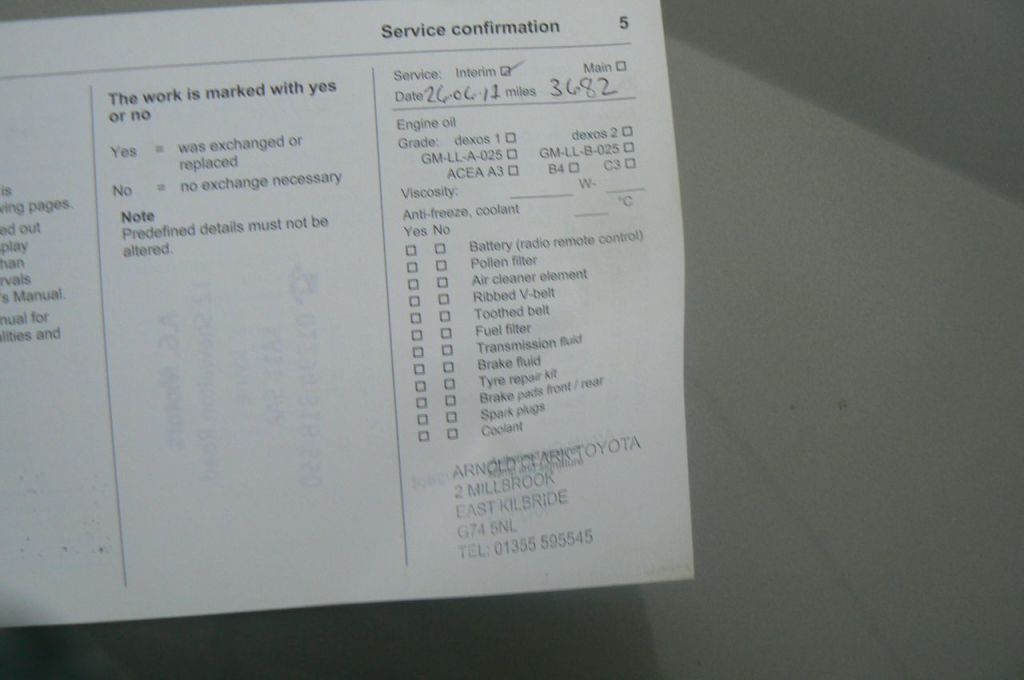 Service confirmation 5
is
ving pages.
ed out
play
han
rvals
's Manual.
nual for
lities and
The work is marked with yes
or no
Yes = was exchanged or
replaced
No = no exchange necessary
Note
Predefined details must not be
altered.
Service: Interim Main
Date 26.06.12 miles 3682
Engine oil
Grade: dexos 1 dexos 2
GM-LL-A-025 GM-LL-B-025
ACEA A3 B4 C3
Viscosity: W-
Anti-freeze, coolant °C
Yes No
Battery (radio remote control)
Pollen filter
Air cleaner element
Ribbed V-belt
Toothed belt
Fuel filter
Transmission fluid
Brake fluid
Tyre repair kit
Brake pads front / rear
Spark plugs
Coolant
ARNOLD CLARK TOYOTA
2 MILLBROOK
EAST KILBRIDE
G74 5NL
TEL: 01355 595545